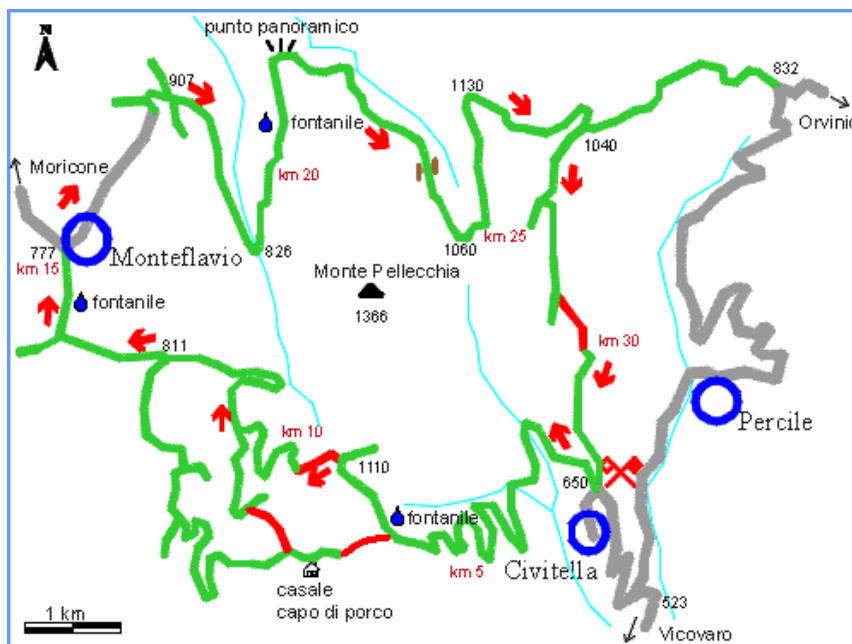 N
punto panoramico
907
1130
832
Orvinio
fontanile
1040
Moricone
km 20
826
1060
km 25
777
km 15
Monteflavio
Monte Pellecchia
1366
fontanile
811
km 30
Percile
km 10
1110
650
fontanile
km 5
Civitella
casale
capo di porco
523
1 km
Vicovaro